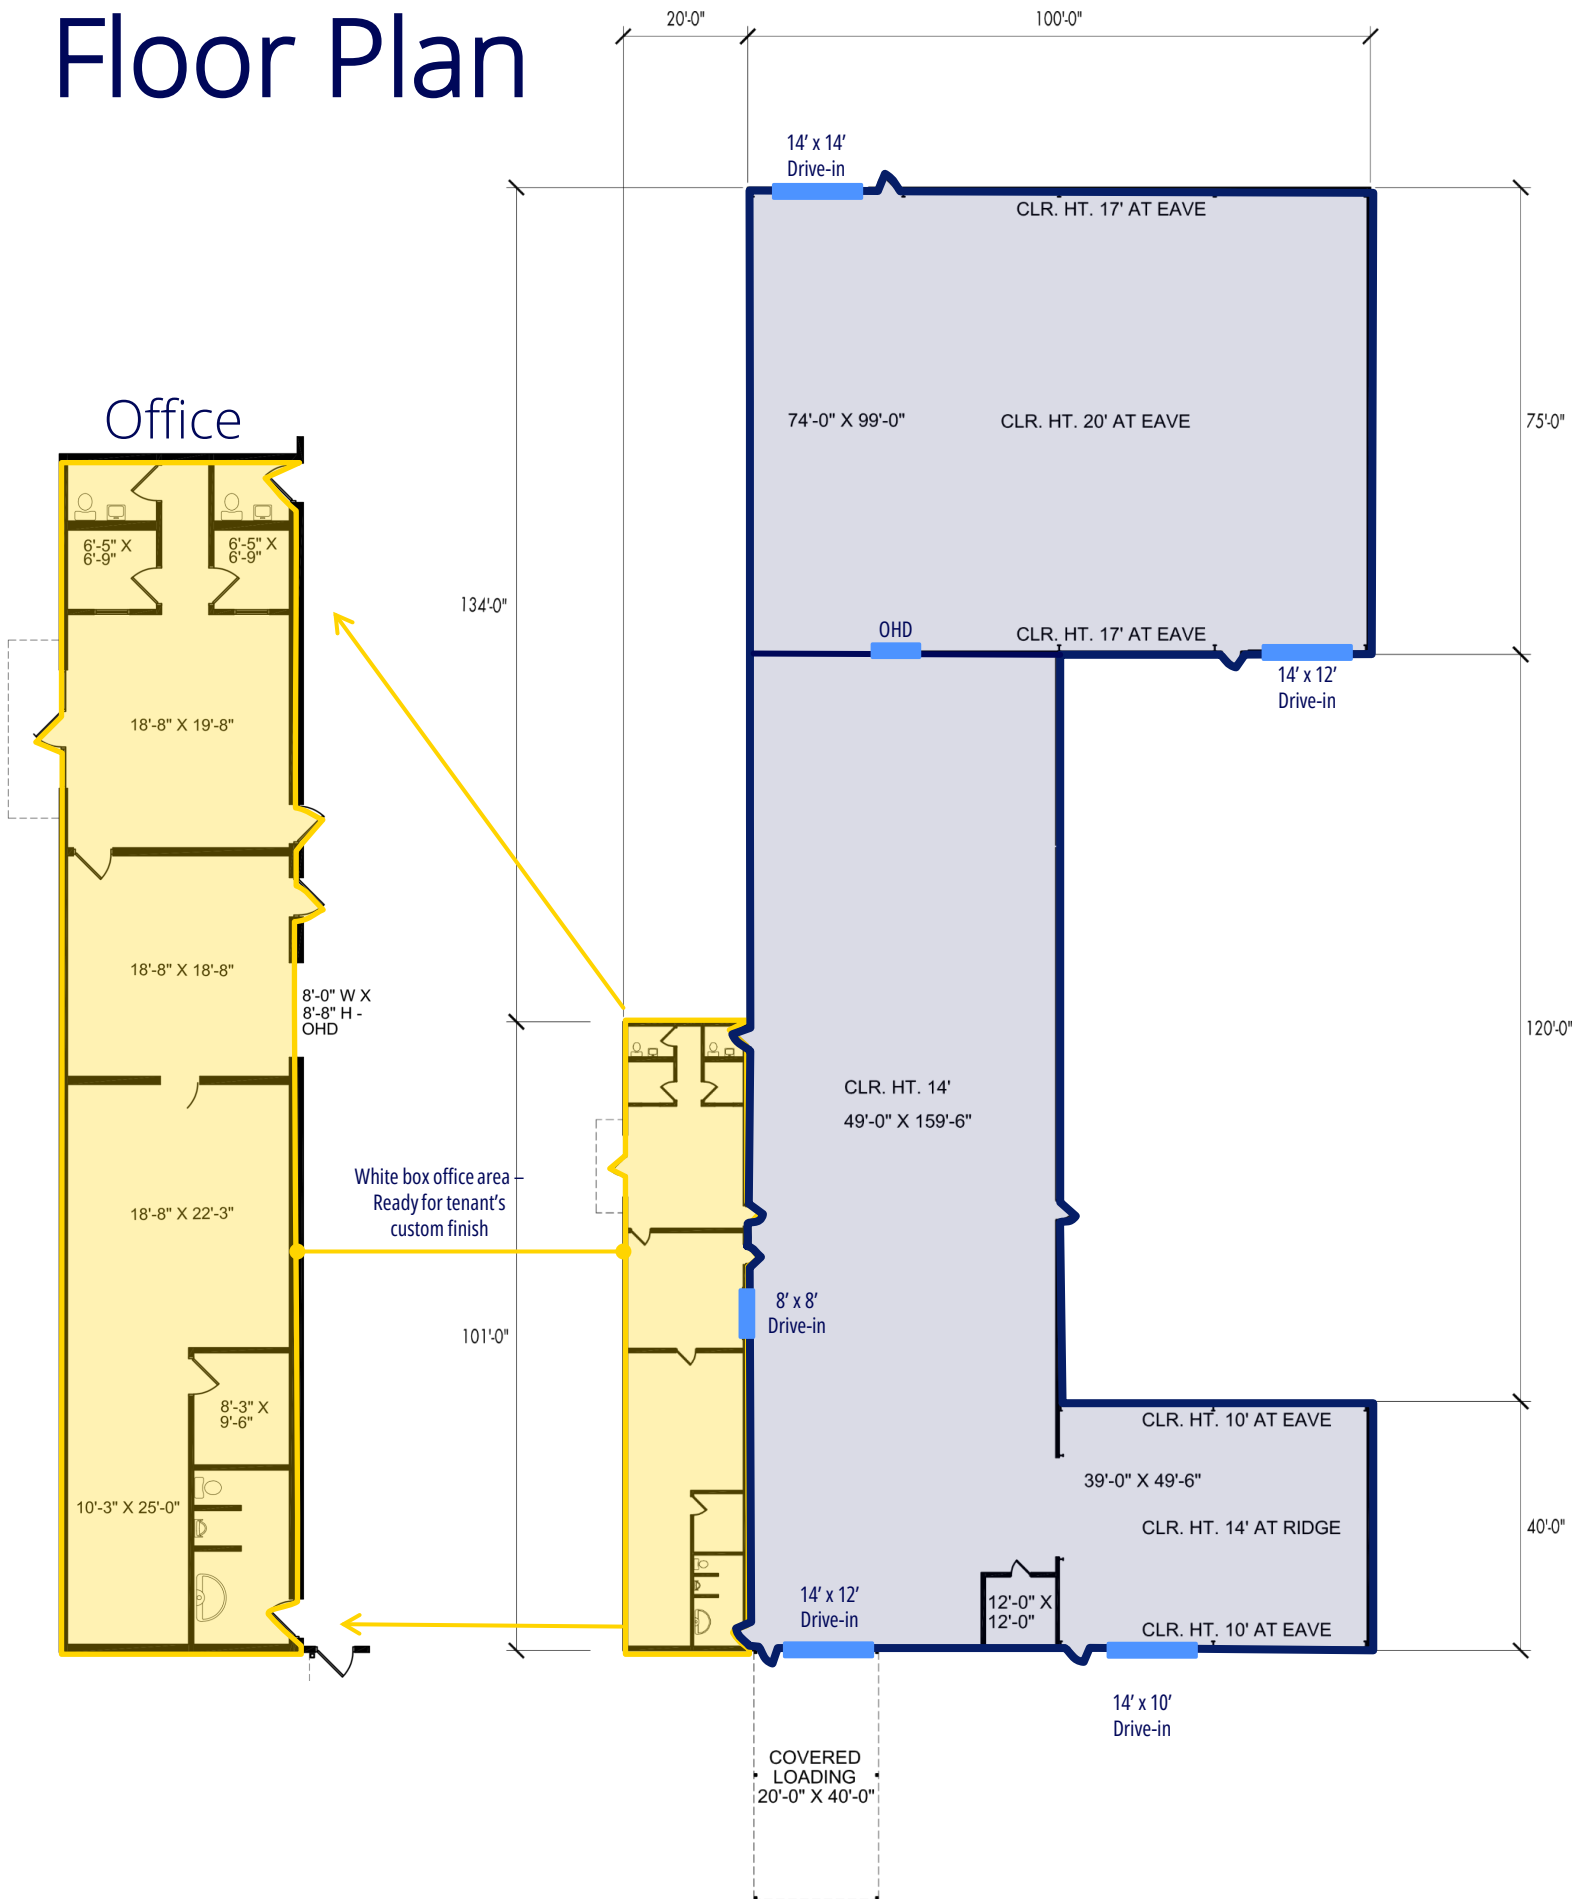 Floor Plan
20'-0"
100'-0"
14' x 14'
Drive-in
CLR. HT. 17' AT EAVE
74'-0" X 99'-0"
CLR. HT. 20' AT EAVE
75'-0"
134'-0"
OHD
CLR. HT. 17' AT EAVE
14' x 12'
Drive-in
Office
6'-5" X
6'-9"
6'-5" X
6'-9"
18'-8" X 19'-8"
18'-8" X 18'-8"
8'-0" W X
8'-8" H -
OHD
18'-8" X 22'-3"
White box office area –
Ready for tenant's
custom finish
8'-3" X
9'-6"
10'-3" X 25'-0"
120'-0"
CLR. HT. 14'
49'-0" X 159'-6"
101'-0"
8' x 8'
Drive-in
CLR. HT. 10' AT EAVE
39'-0" X 49'-6"
CLR. HT. 14' AT RIDGE
40'-0"
14' x 12'
Drive-in
12'-0" X
12'-0"
CLR. HT. 10' AT EAVE
14' x 10'
Drive-in
COVERED
LOADING
20'-0" X 40'-0"